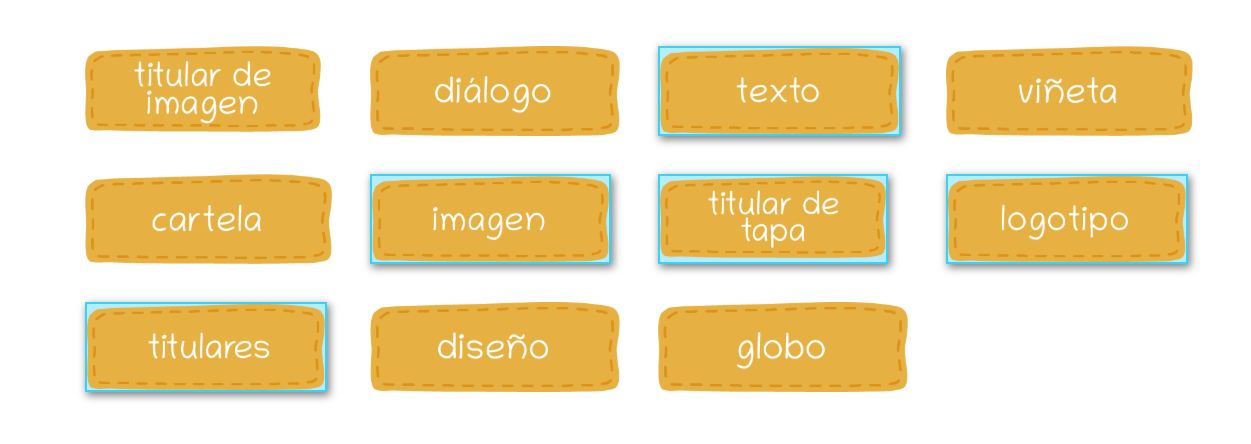 titular de
imagen
diálogo
texto
viñeta
cartela
imagen
titular de
tapa
logotipo
titulares
diseño
globo